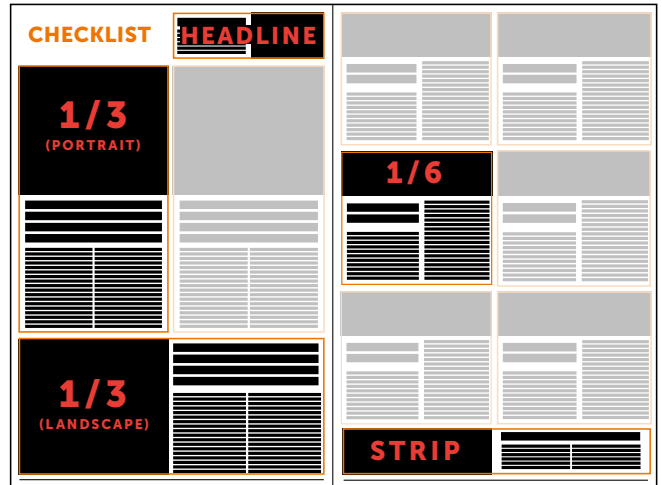 CHECKLIST
HEADLINE
1/3
(PORTRAIT)
1/3
(LANDSCAPE)
1/6
STRIP